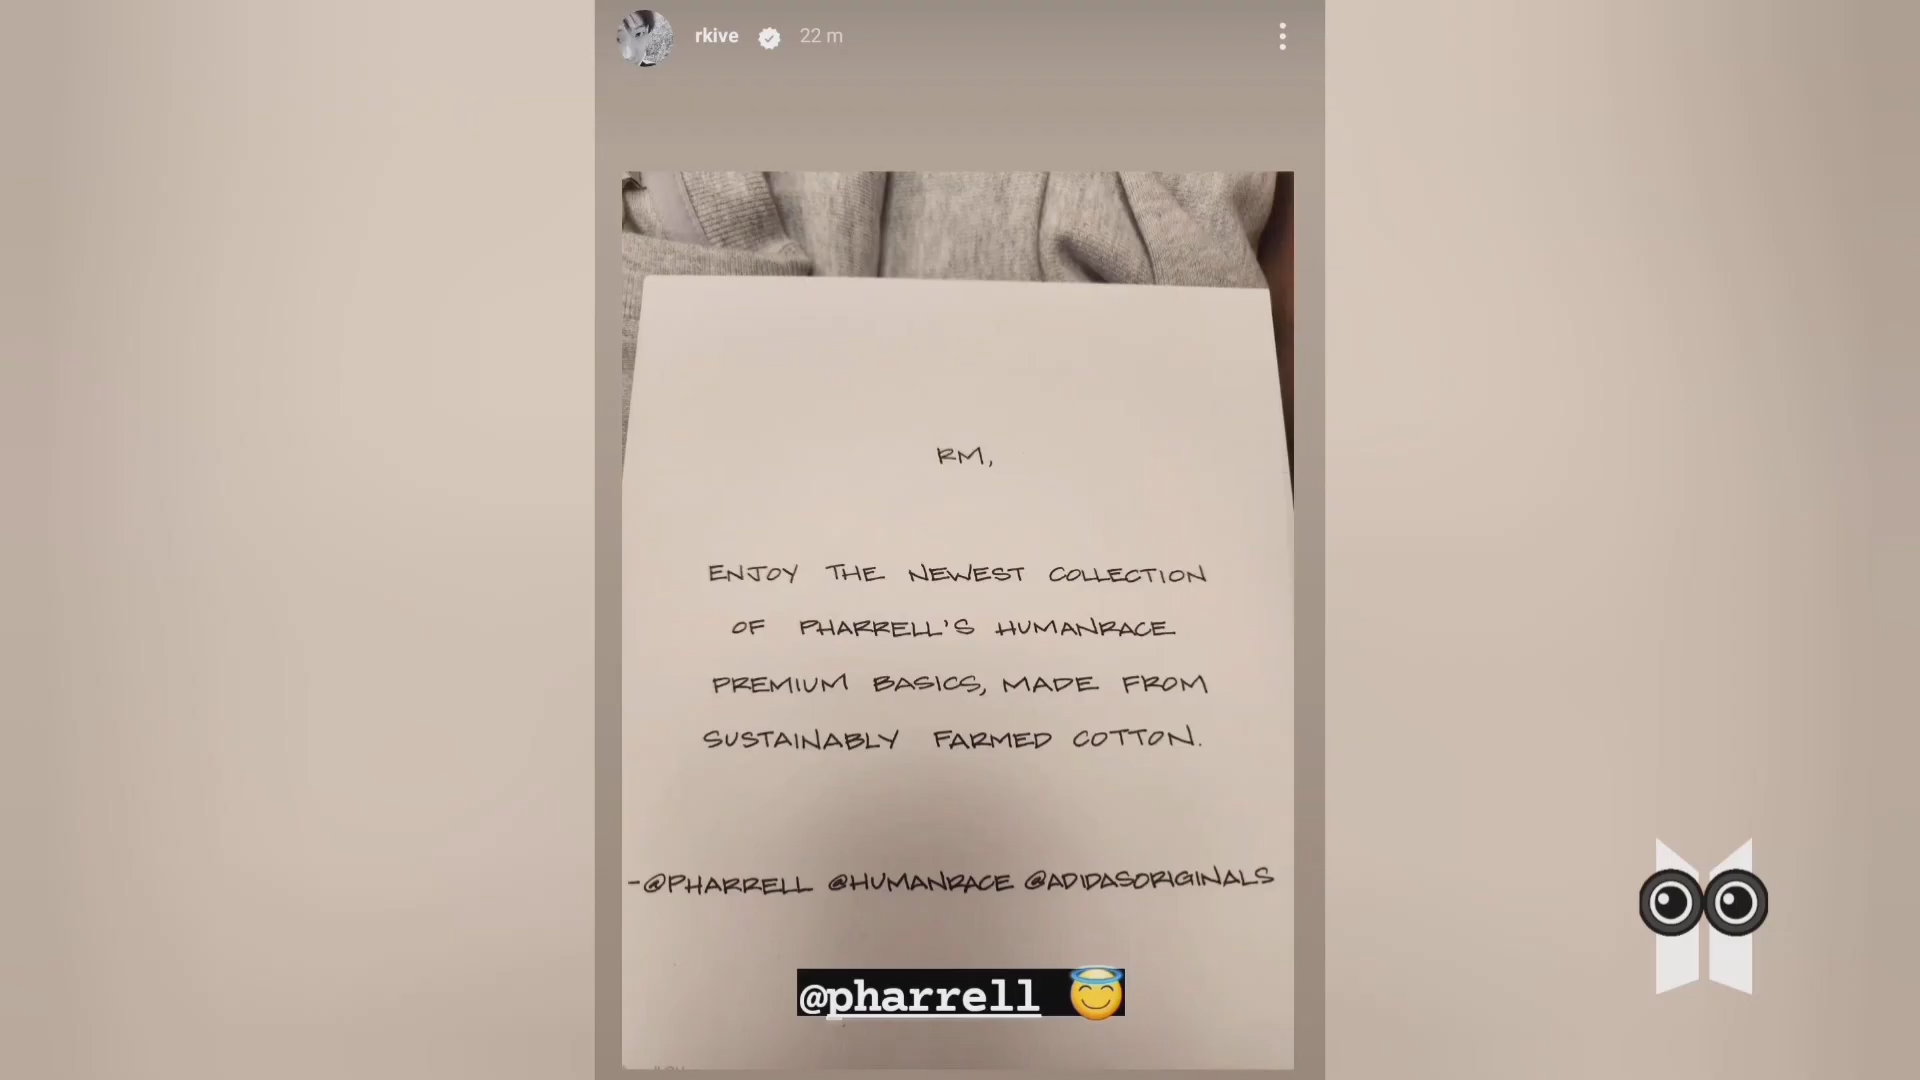 rkive 22 m
RM,
ENJOY THE NEWEST COLLECTION
OF PHARRELL'S HUMANRACE
PREMIUM BASICS, MADE FROM
SUSTAINABLY FARMED COTTON.
-@PHARRELL @HUMANRACE @ADIDASORIGINALS
@pharrell 😇